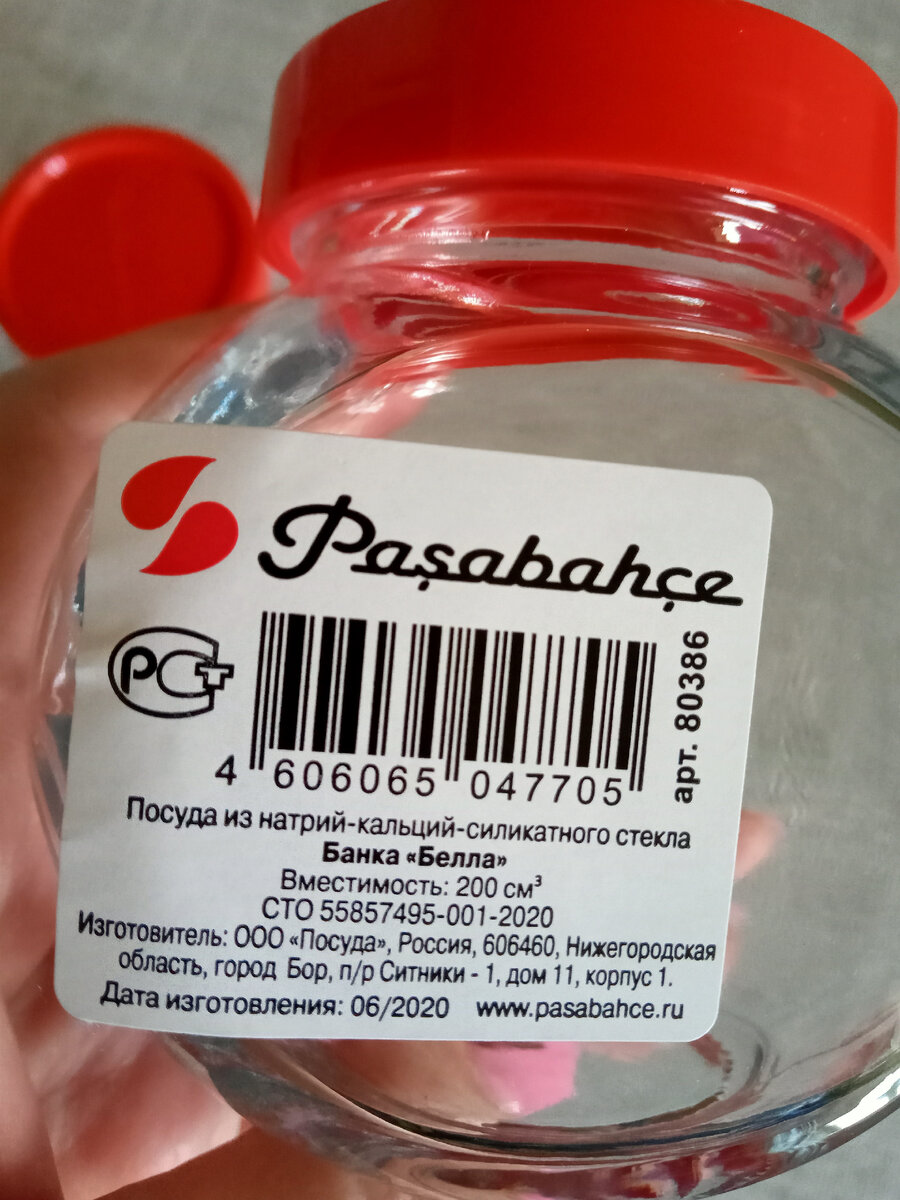 Paşabahçe
РСТ
4 606065 047705
арт. 80386
Посуда из натрий-кальций-силикатного стекла
Банка «Белла»
Вместимость: 200 см³
СТО 55857495-001-2020
Изготовитель: ООО «Посуда», Россия, 606460, Нижегородская
область, город Бор, п/р Ситники - 1, дом 11, корпус 1.
Дата изготовления: 06/2020 www.pasabahce.ru